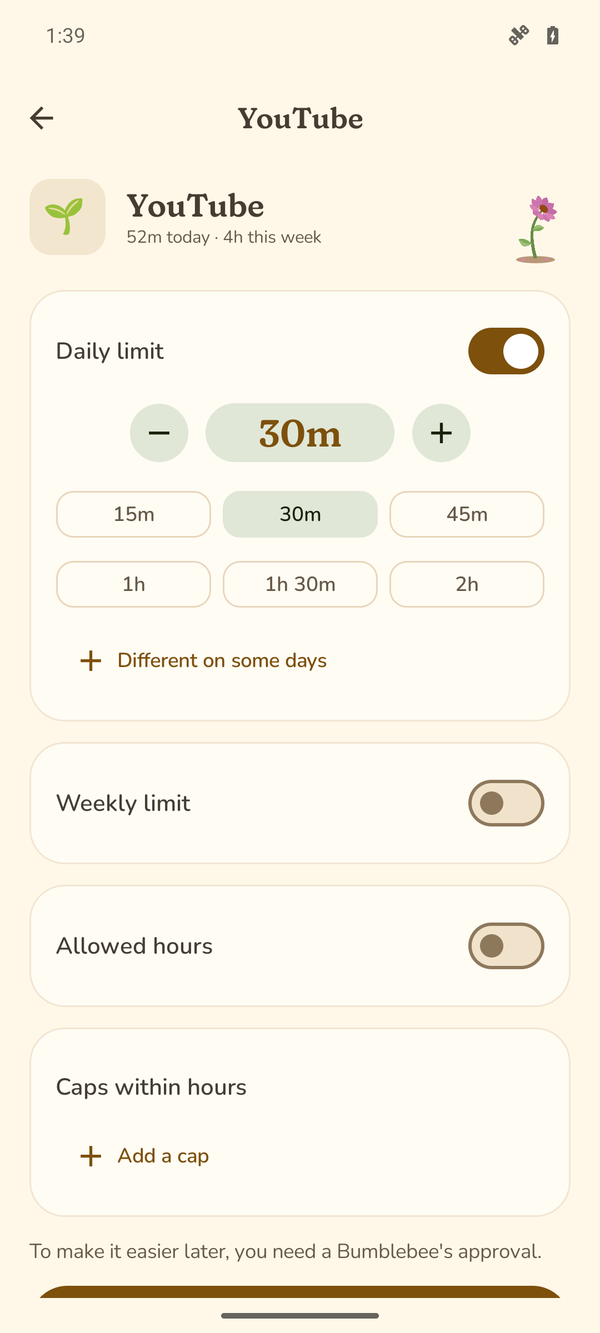 1:39
YouTube
YouTube
52m today · 4h this week
Daily limit
30m
15m
30m
45m
1h
1h 30m
2h
Different on some days
Weekly limit
Allowed hours
Caps within hours
Add a cap
To make it easier later, you need a Bumblebee's approval.